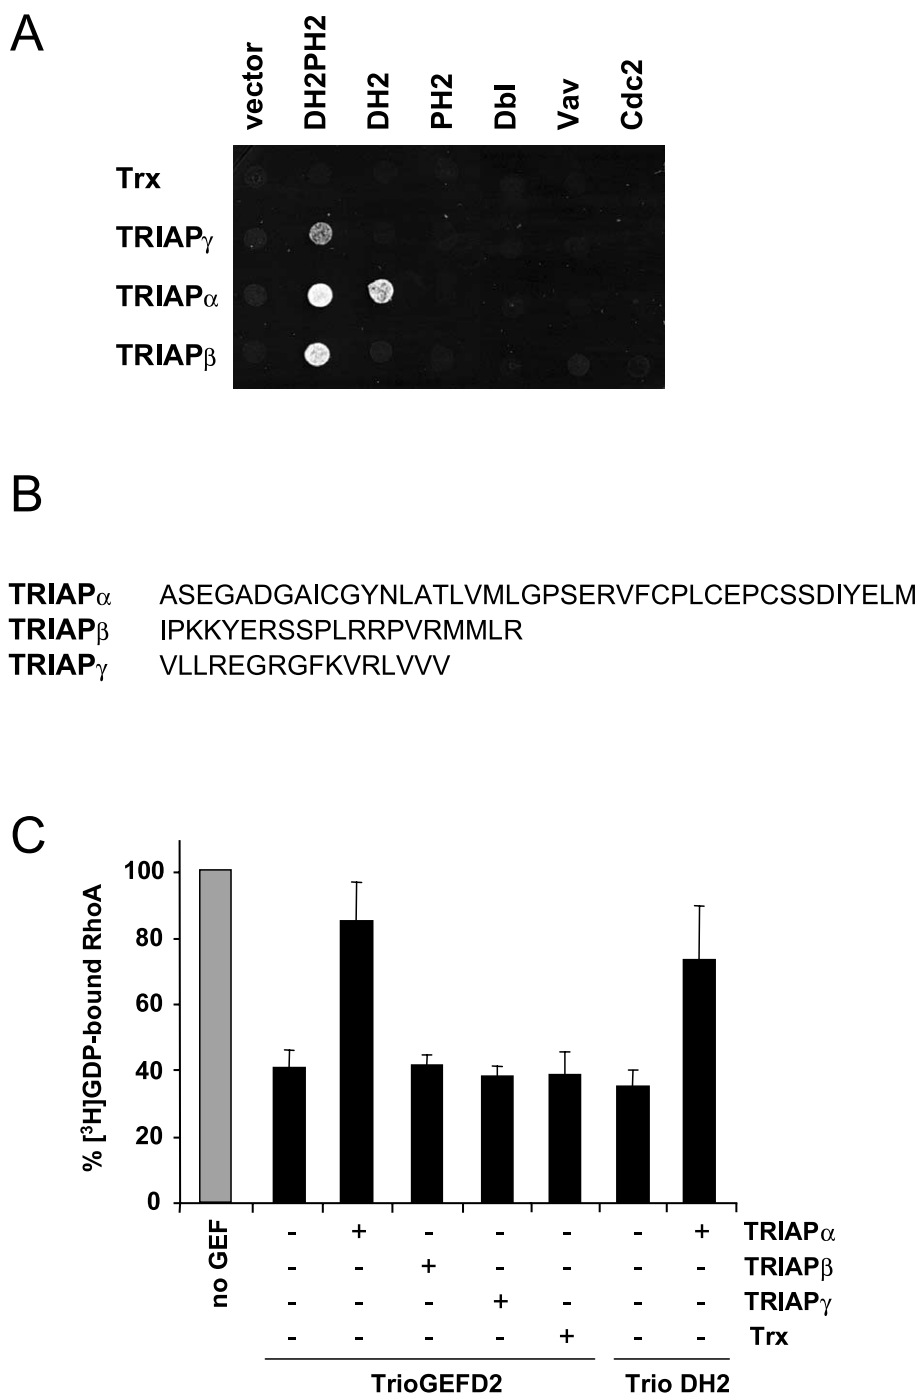 A
vector DH2PH2 DH2 PH2 Dbl Vav Cdc2
Trx
TRIAPγ
TRIAPα
TRIAPβ
B
TRIAPα ASEGADGAICGYNLATLVMLGPSERVFCPLCEPCSSDIYELM
TRIAPβ IPKKYERSSPLRRPVRMMLR
TRIAPγ VLLREGRGFKVRLVVV
C
% [³H]GDP-bound RhoA
100
80
60
40
20
0
no GEF
- + - - - - + TRIAPα
- - + - - - - TRIAPβ
- - - + - - - TRIAPγ
- - - - + - - Trx
TrioGEFD2 Trio DH2